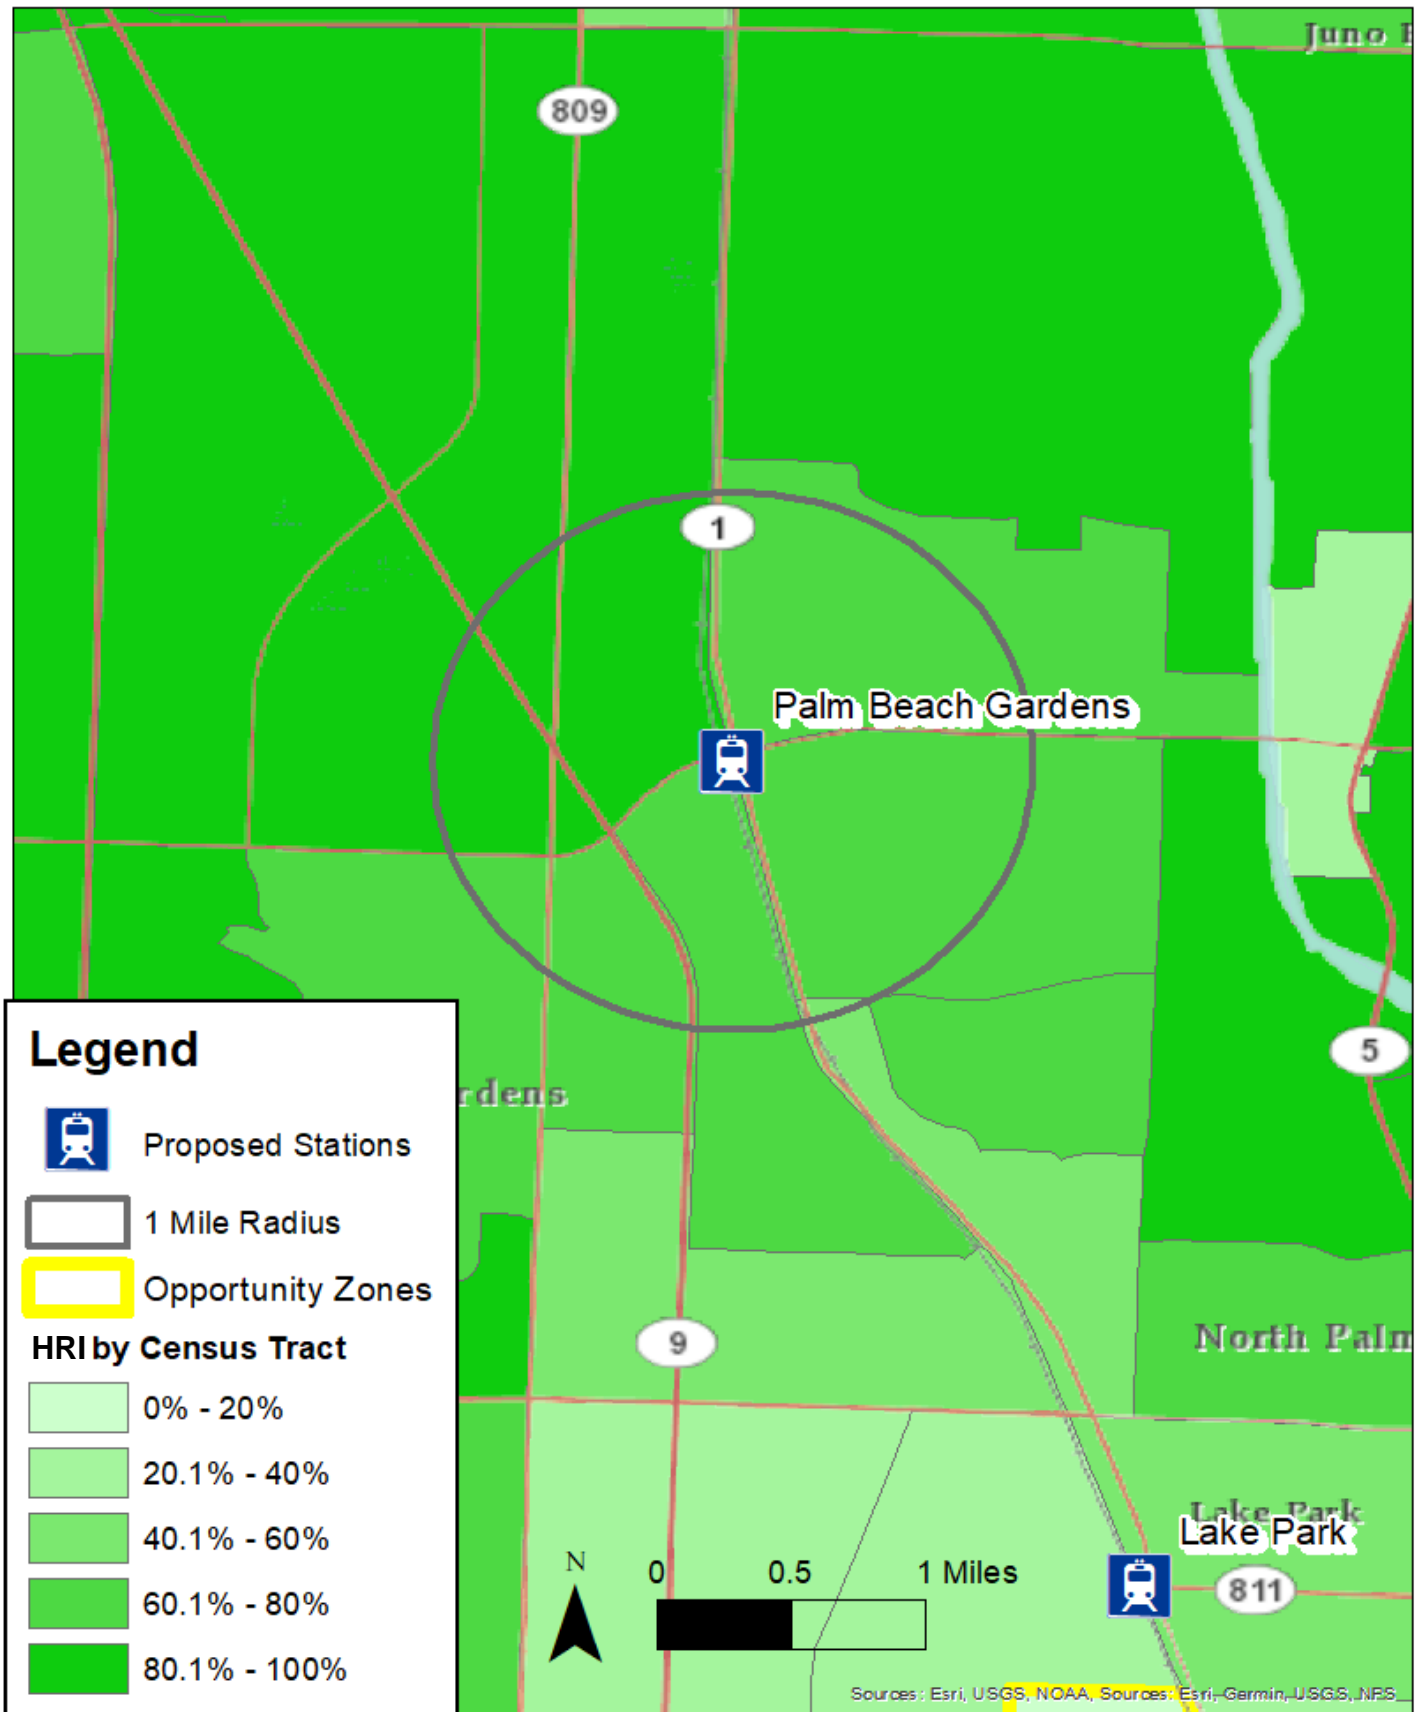 Juno
809
1
Palm Beach Gardens
5
Legend
rdens
Proposed Stations
1 Mile Radius
Opportunity Zones
HRI by Census Tract
North Palm
9
0% - 20%
20.1% - 40%
40.1% - 60%
60.1% - 80%
80.1% - 100%
Lake Park
Lake Park
N
0 0.5 1 Miles
811
Sources: Esri, USGS, NOAA, Sources: Esri, Garmin, USGS, NPS